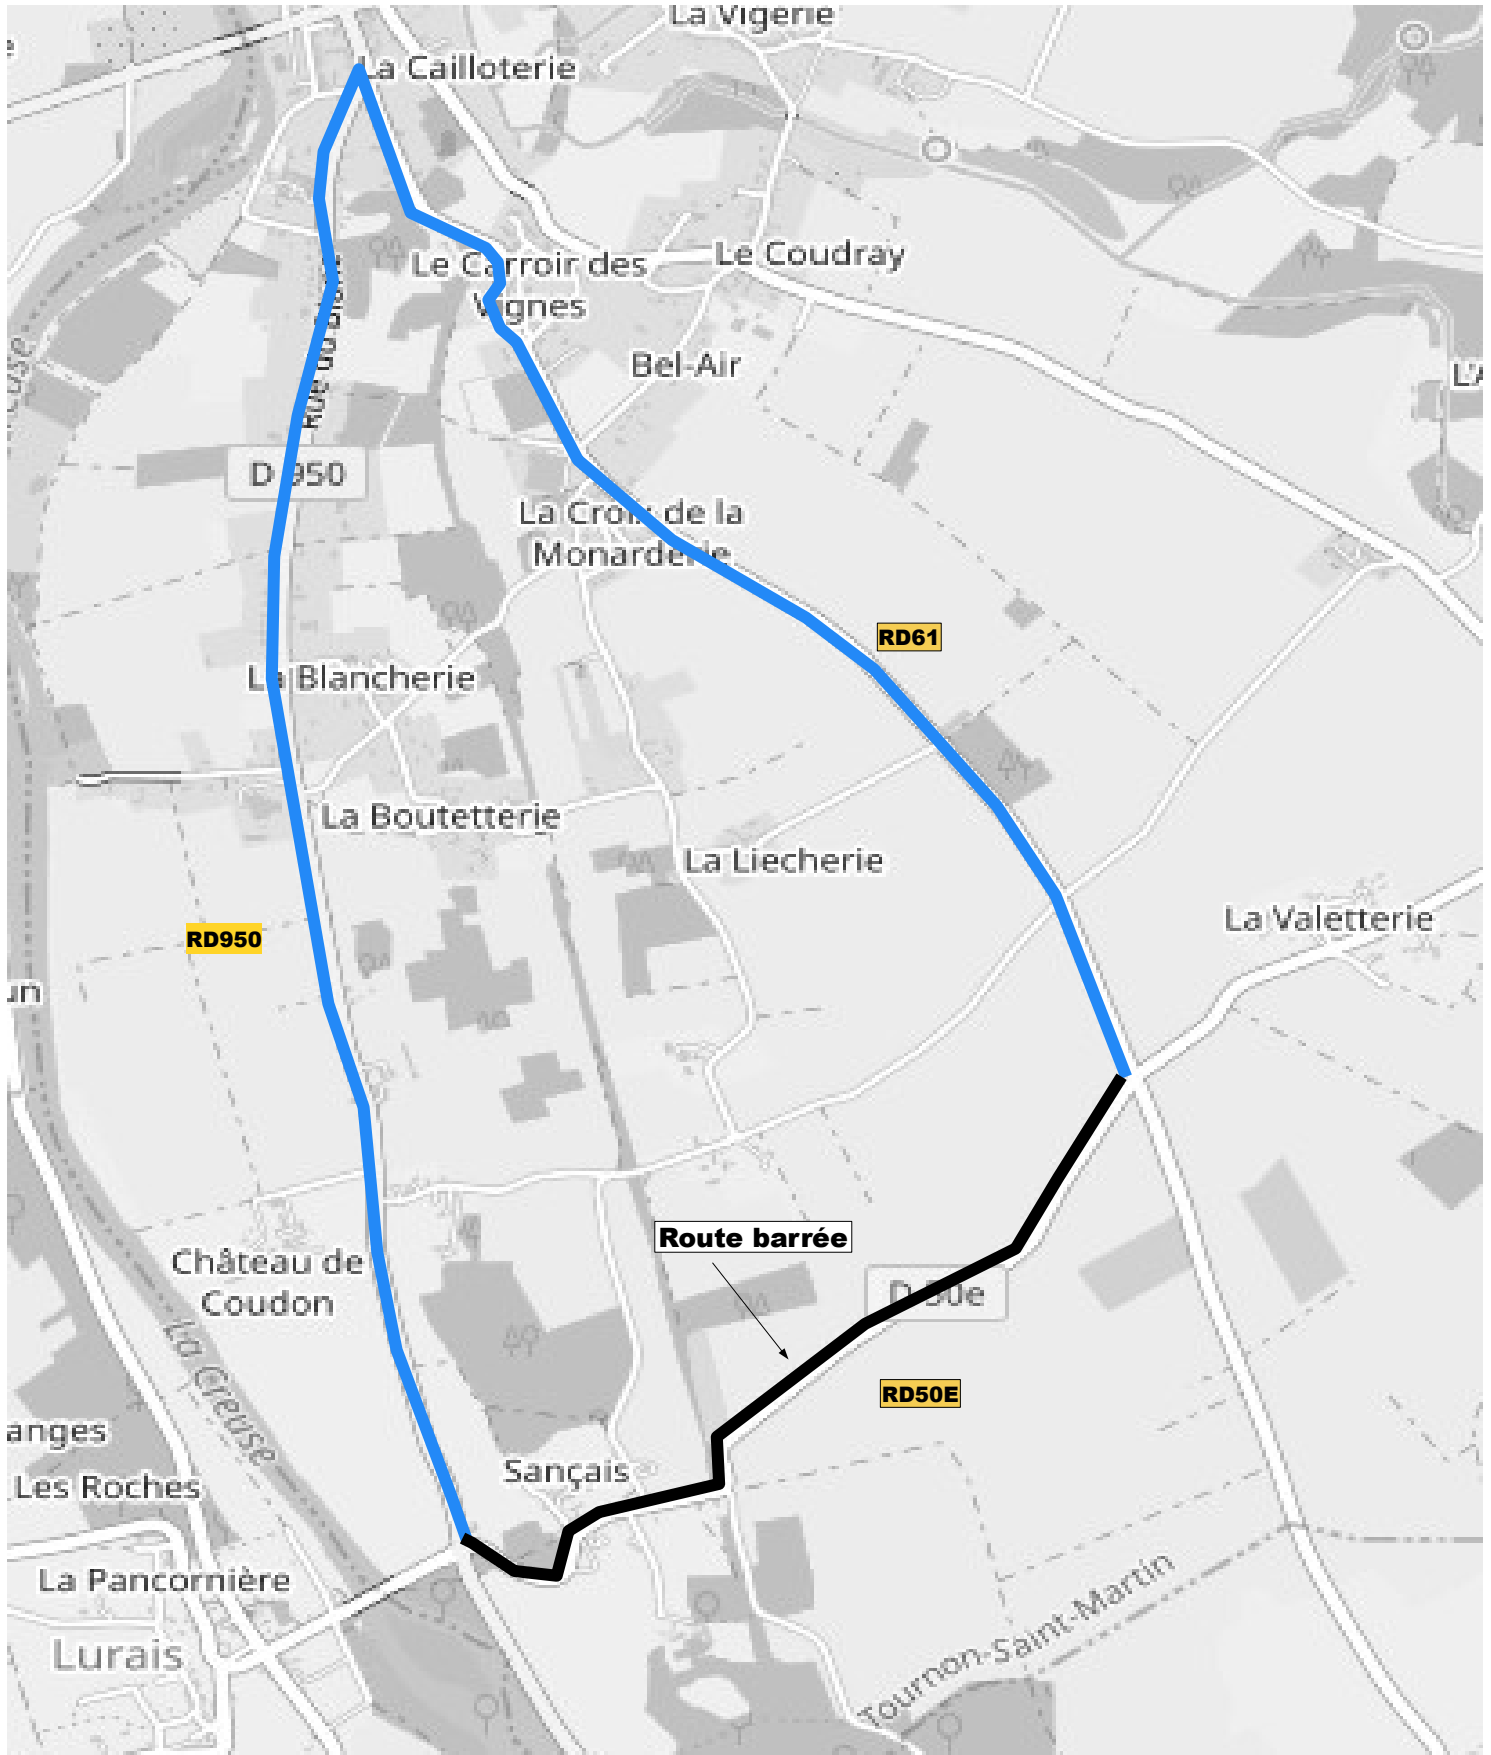 La Vigerie
La Cailloterie
Le Coudray
Le Carroir des
Vignes
Bel-Air
D 950
La Croix de la
Monarderie
RD61
La Blancherie
La Boutetterie
La Liecherie
La Valetterie
RD950
un
Route barrée
Château de
Coudon
D 50e
RD50E
La Creuse
anges
Sançais
Les Roches
La Pancornière
Tournon-Saint-Martin
Lurais